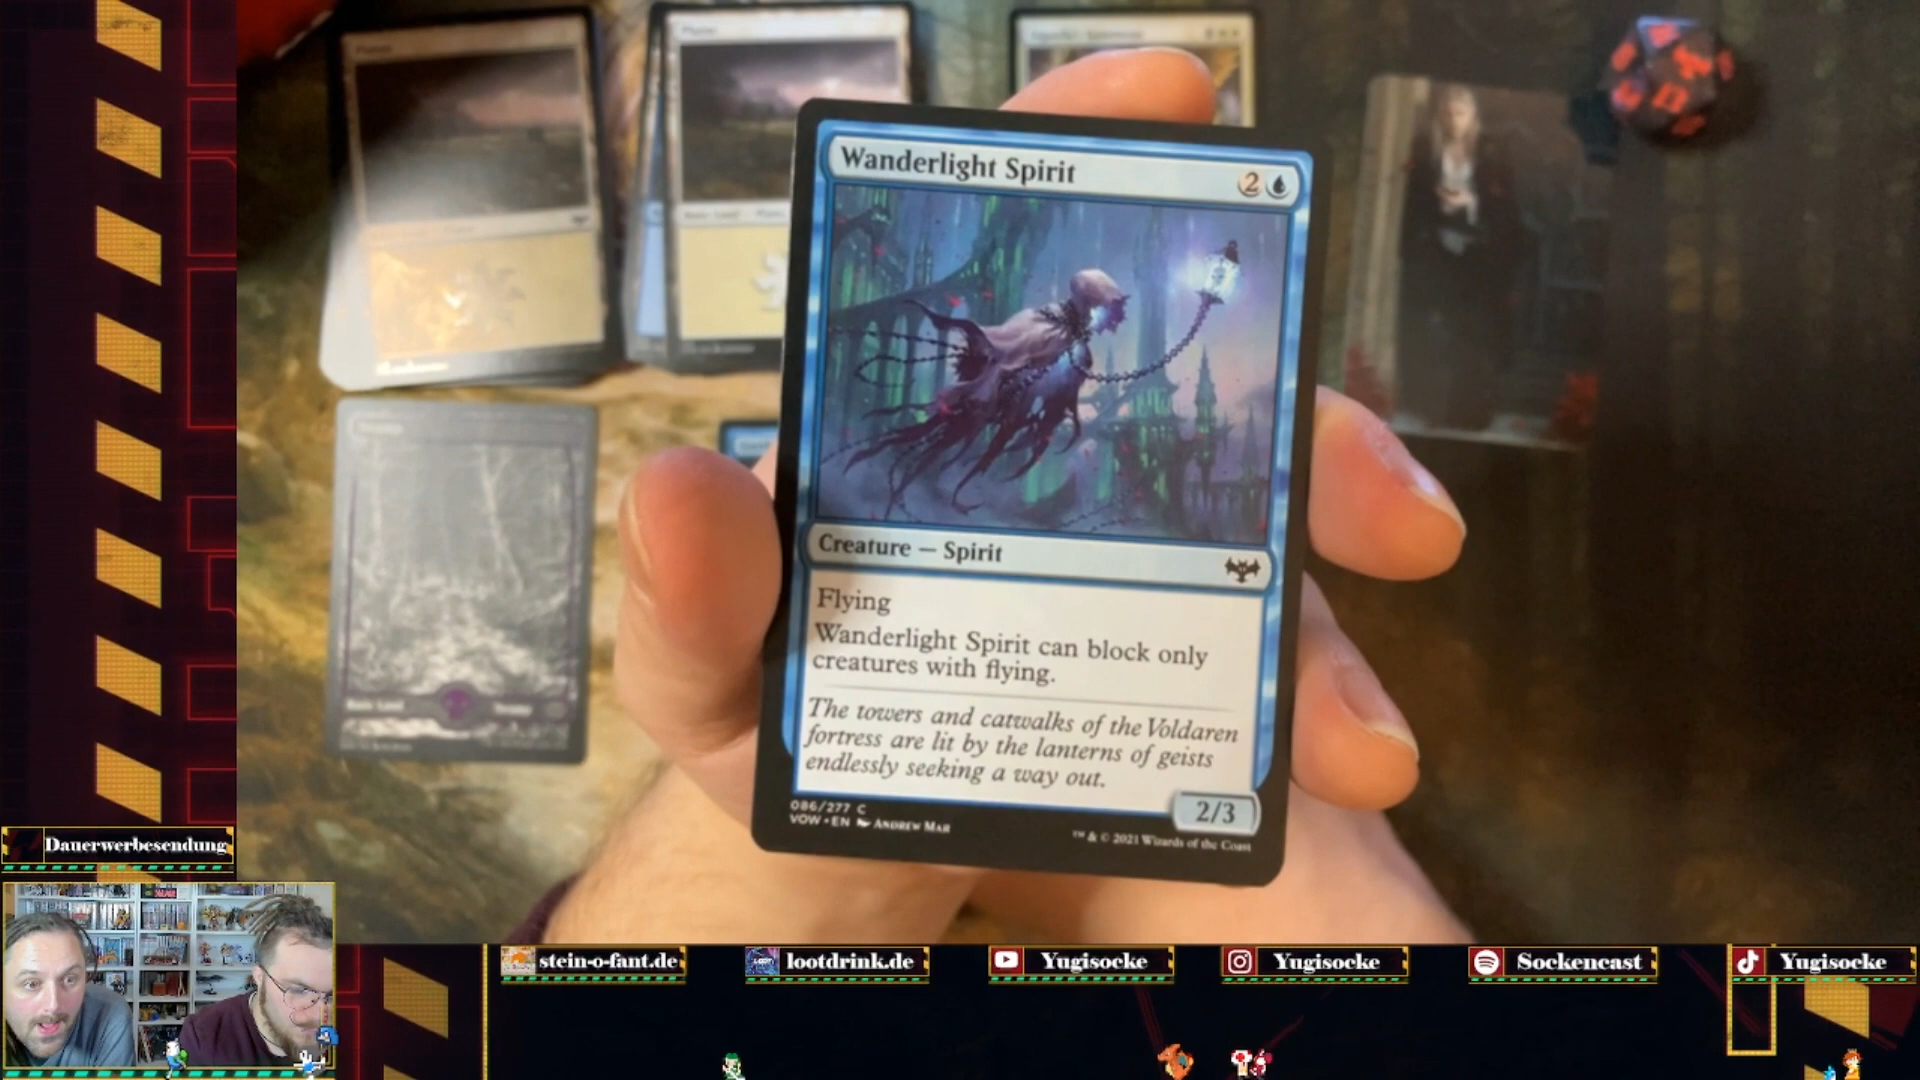 Wanderlight Spirit
2
Creature — Spirit
Flying
Wanderlight Spirit can block only
creatures with flying.
The towers and catwalks of the Voldaren
fortress are lit by the lanterns of geists
endlessly seeking a way out.
2/3
086/277 C
VOW • EN Andrew Mar
™ & © 2021 Wizards of the Coast
Basic Land
Dauerwerbesendung
stein-o-fant.de
lootdrink.de
Yugisocke
Yugisocke
Sockencast
Yugisocke